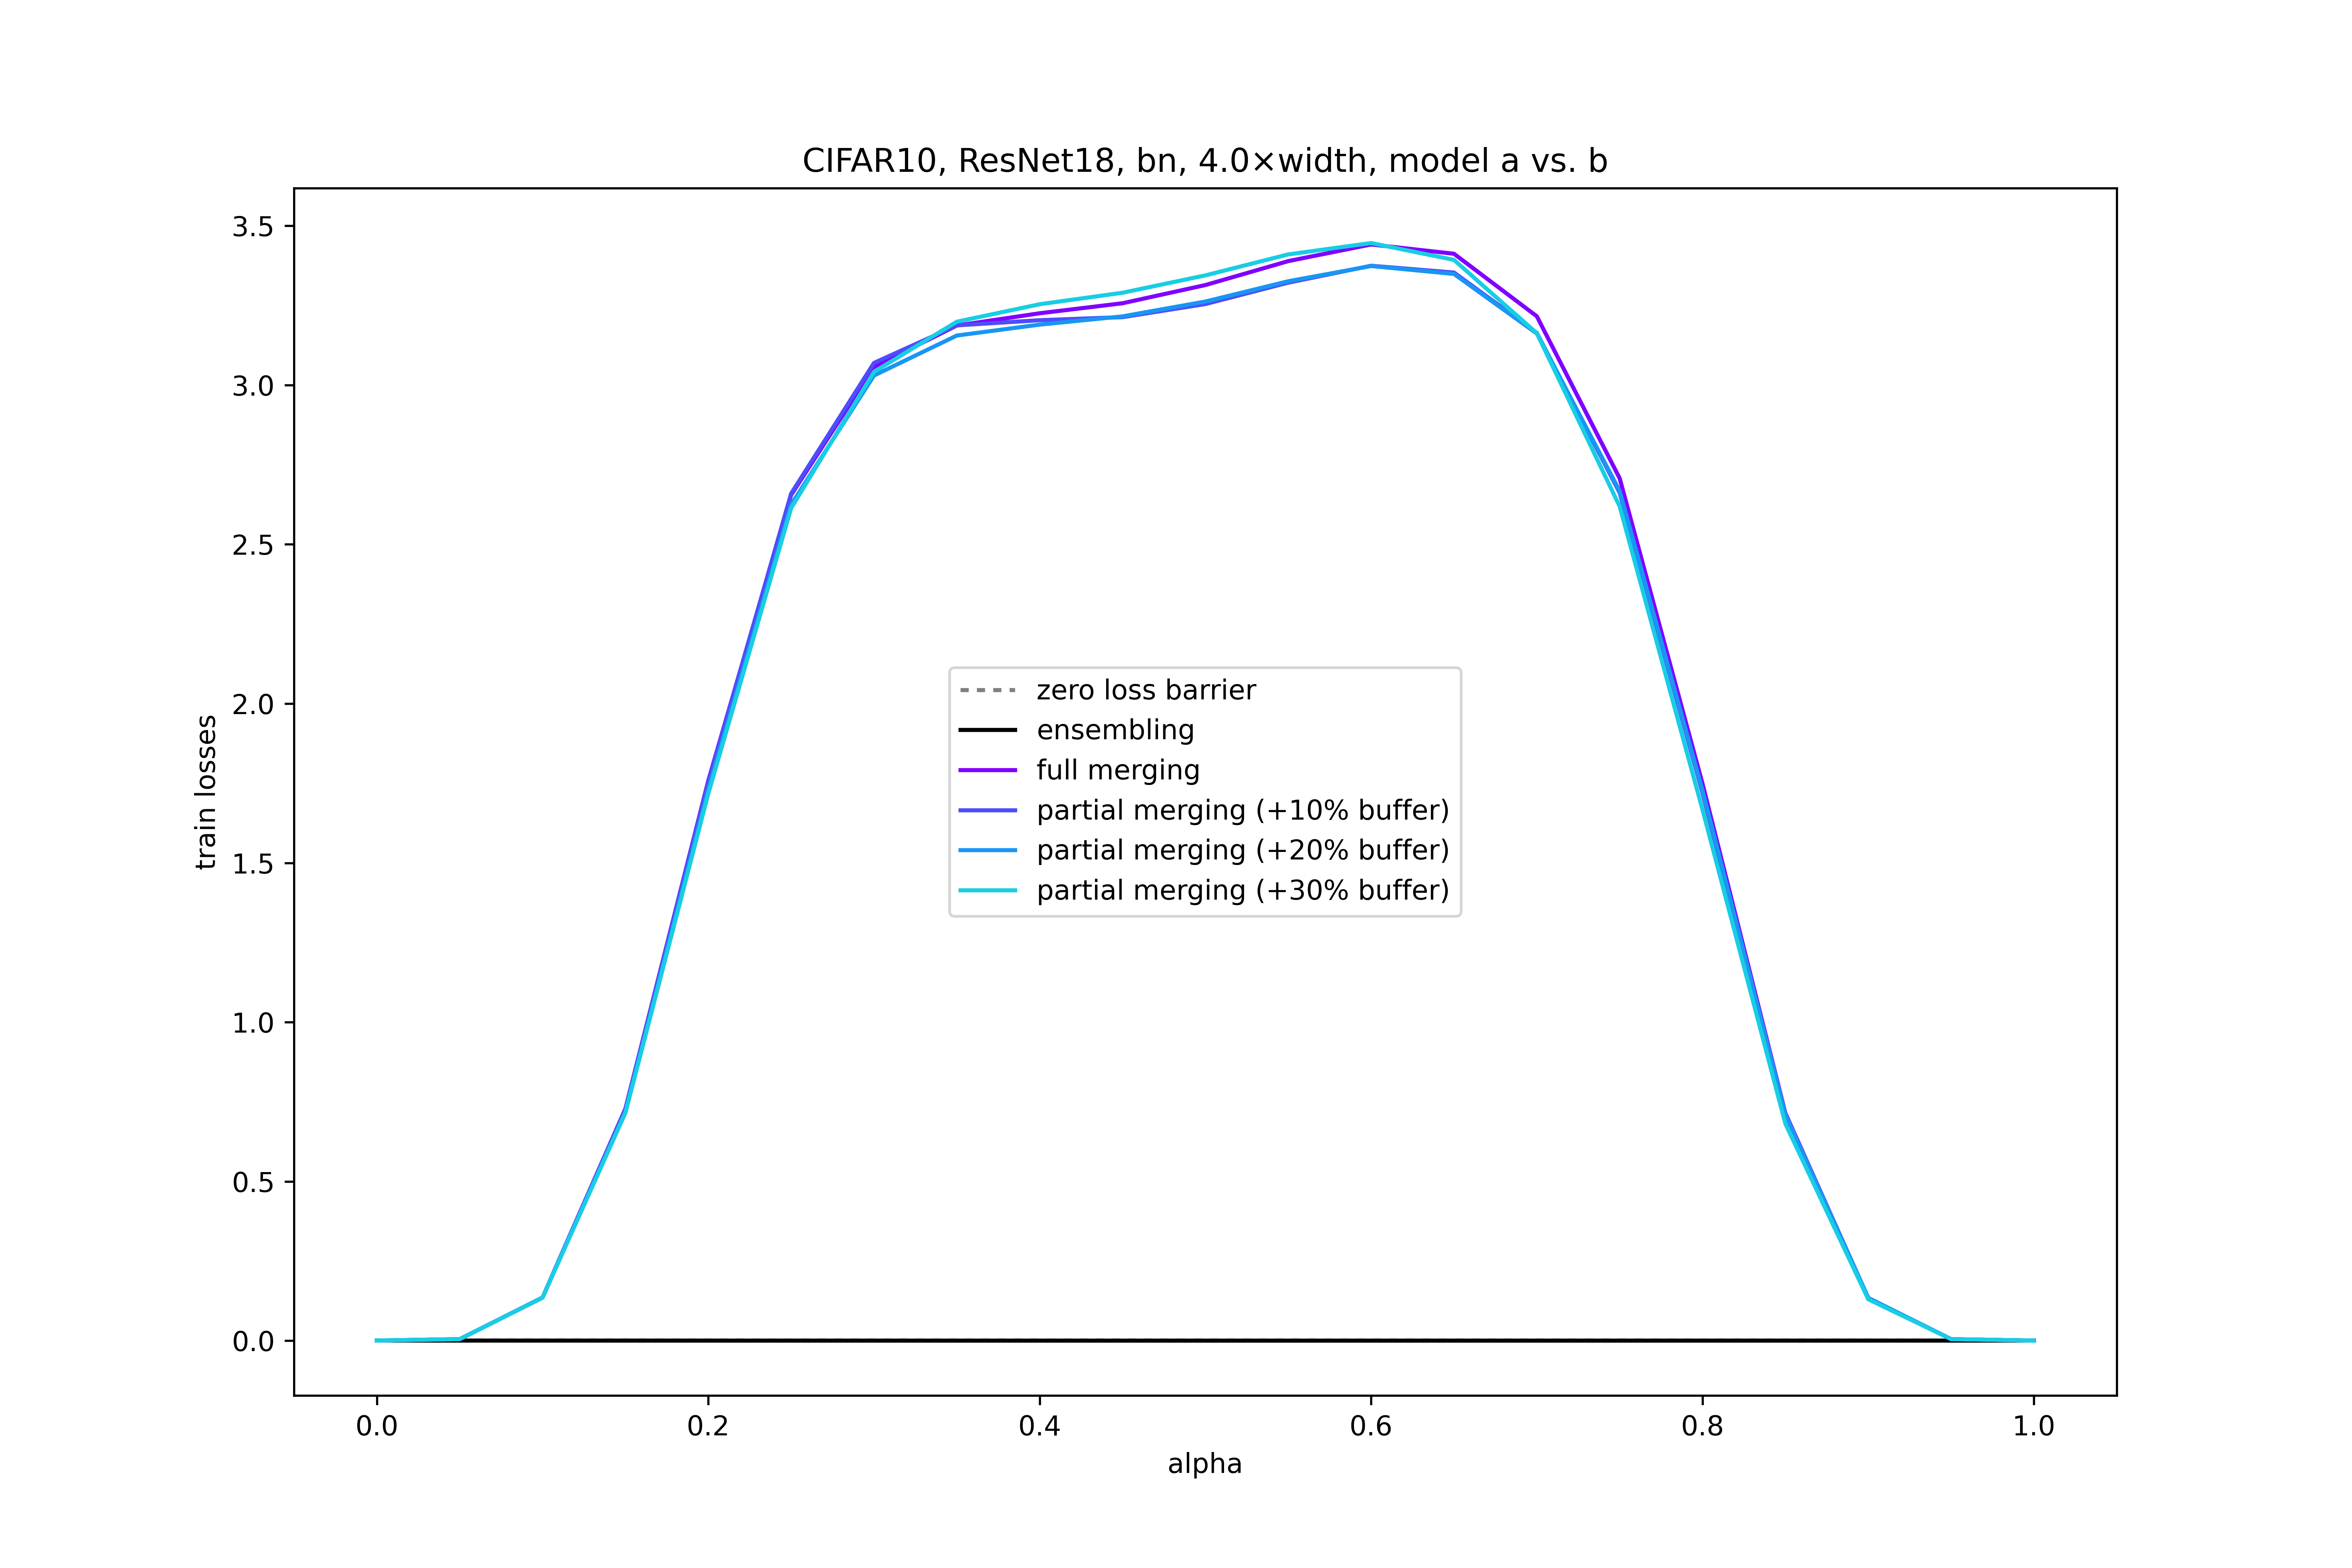 CIFAR10, ResNet18, bn, 4.0×width, model a vs. b
3.5
3.0
2.5
2.0
1.5
1.0
0.5
0.0
train losses
zero loss barrier
ensembling
full merging
partial merging (+10% buffer)
partial merging (+20% buffer)
partial merging (+30% buffer)
0.0 0.2 0.4 0.6 0.8 1.0
alpha